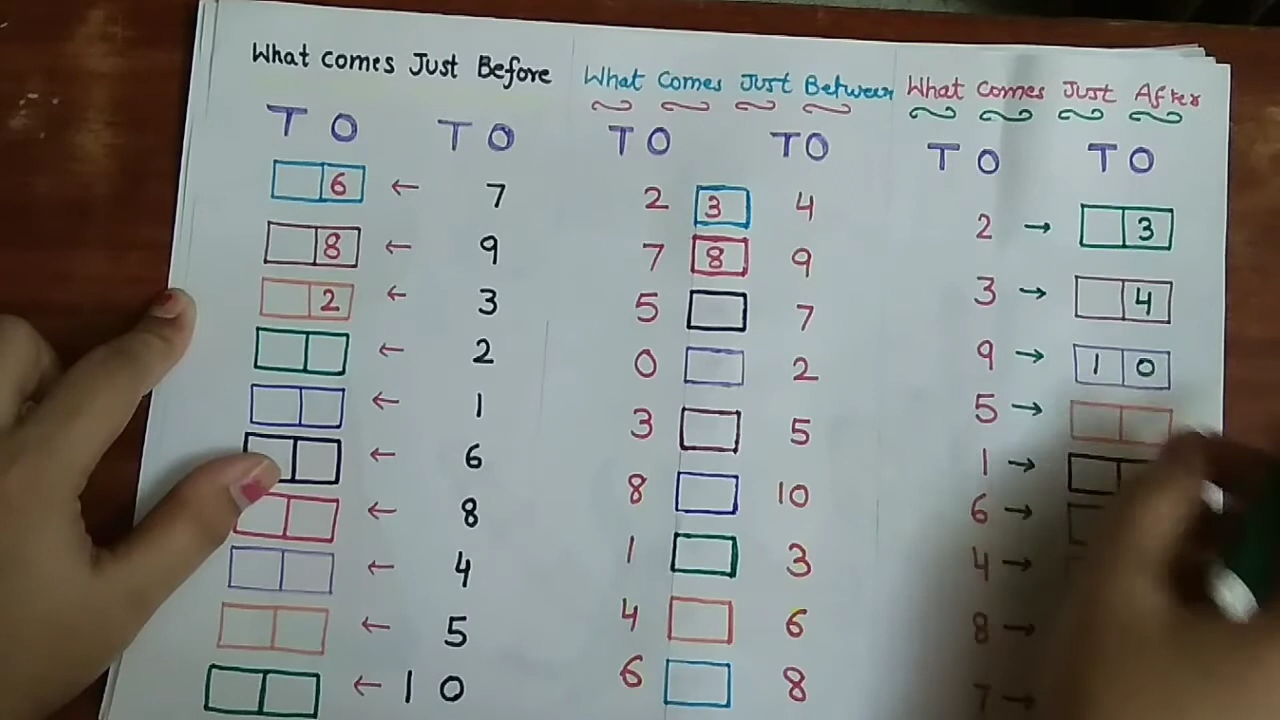 What comes Just Before
T O T O
6 ← 7
8 ← 9
2 ← 3
← 2
← 1
← 6
← 8
← 4
← 5
← 1 0
What Comes Just Between
T O T O
2 3 4
7 8 9
5 7
0 2
3 5
8 10
1 3
4 6
6 8
What Comes Just After
T O T O
2 → 3
3 → 4
9 → 1 0
5 →
1 →
6 →
4 →
8 →
7 →